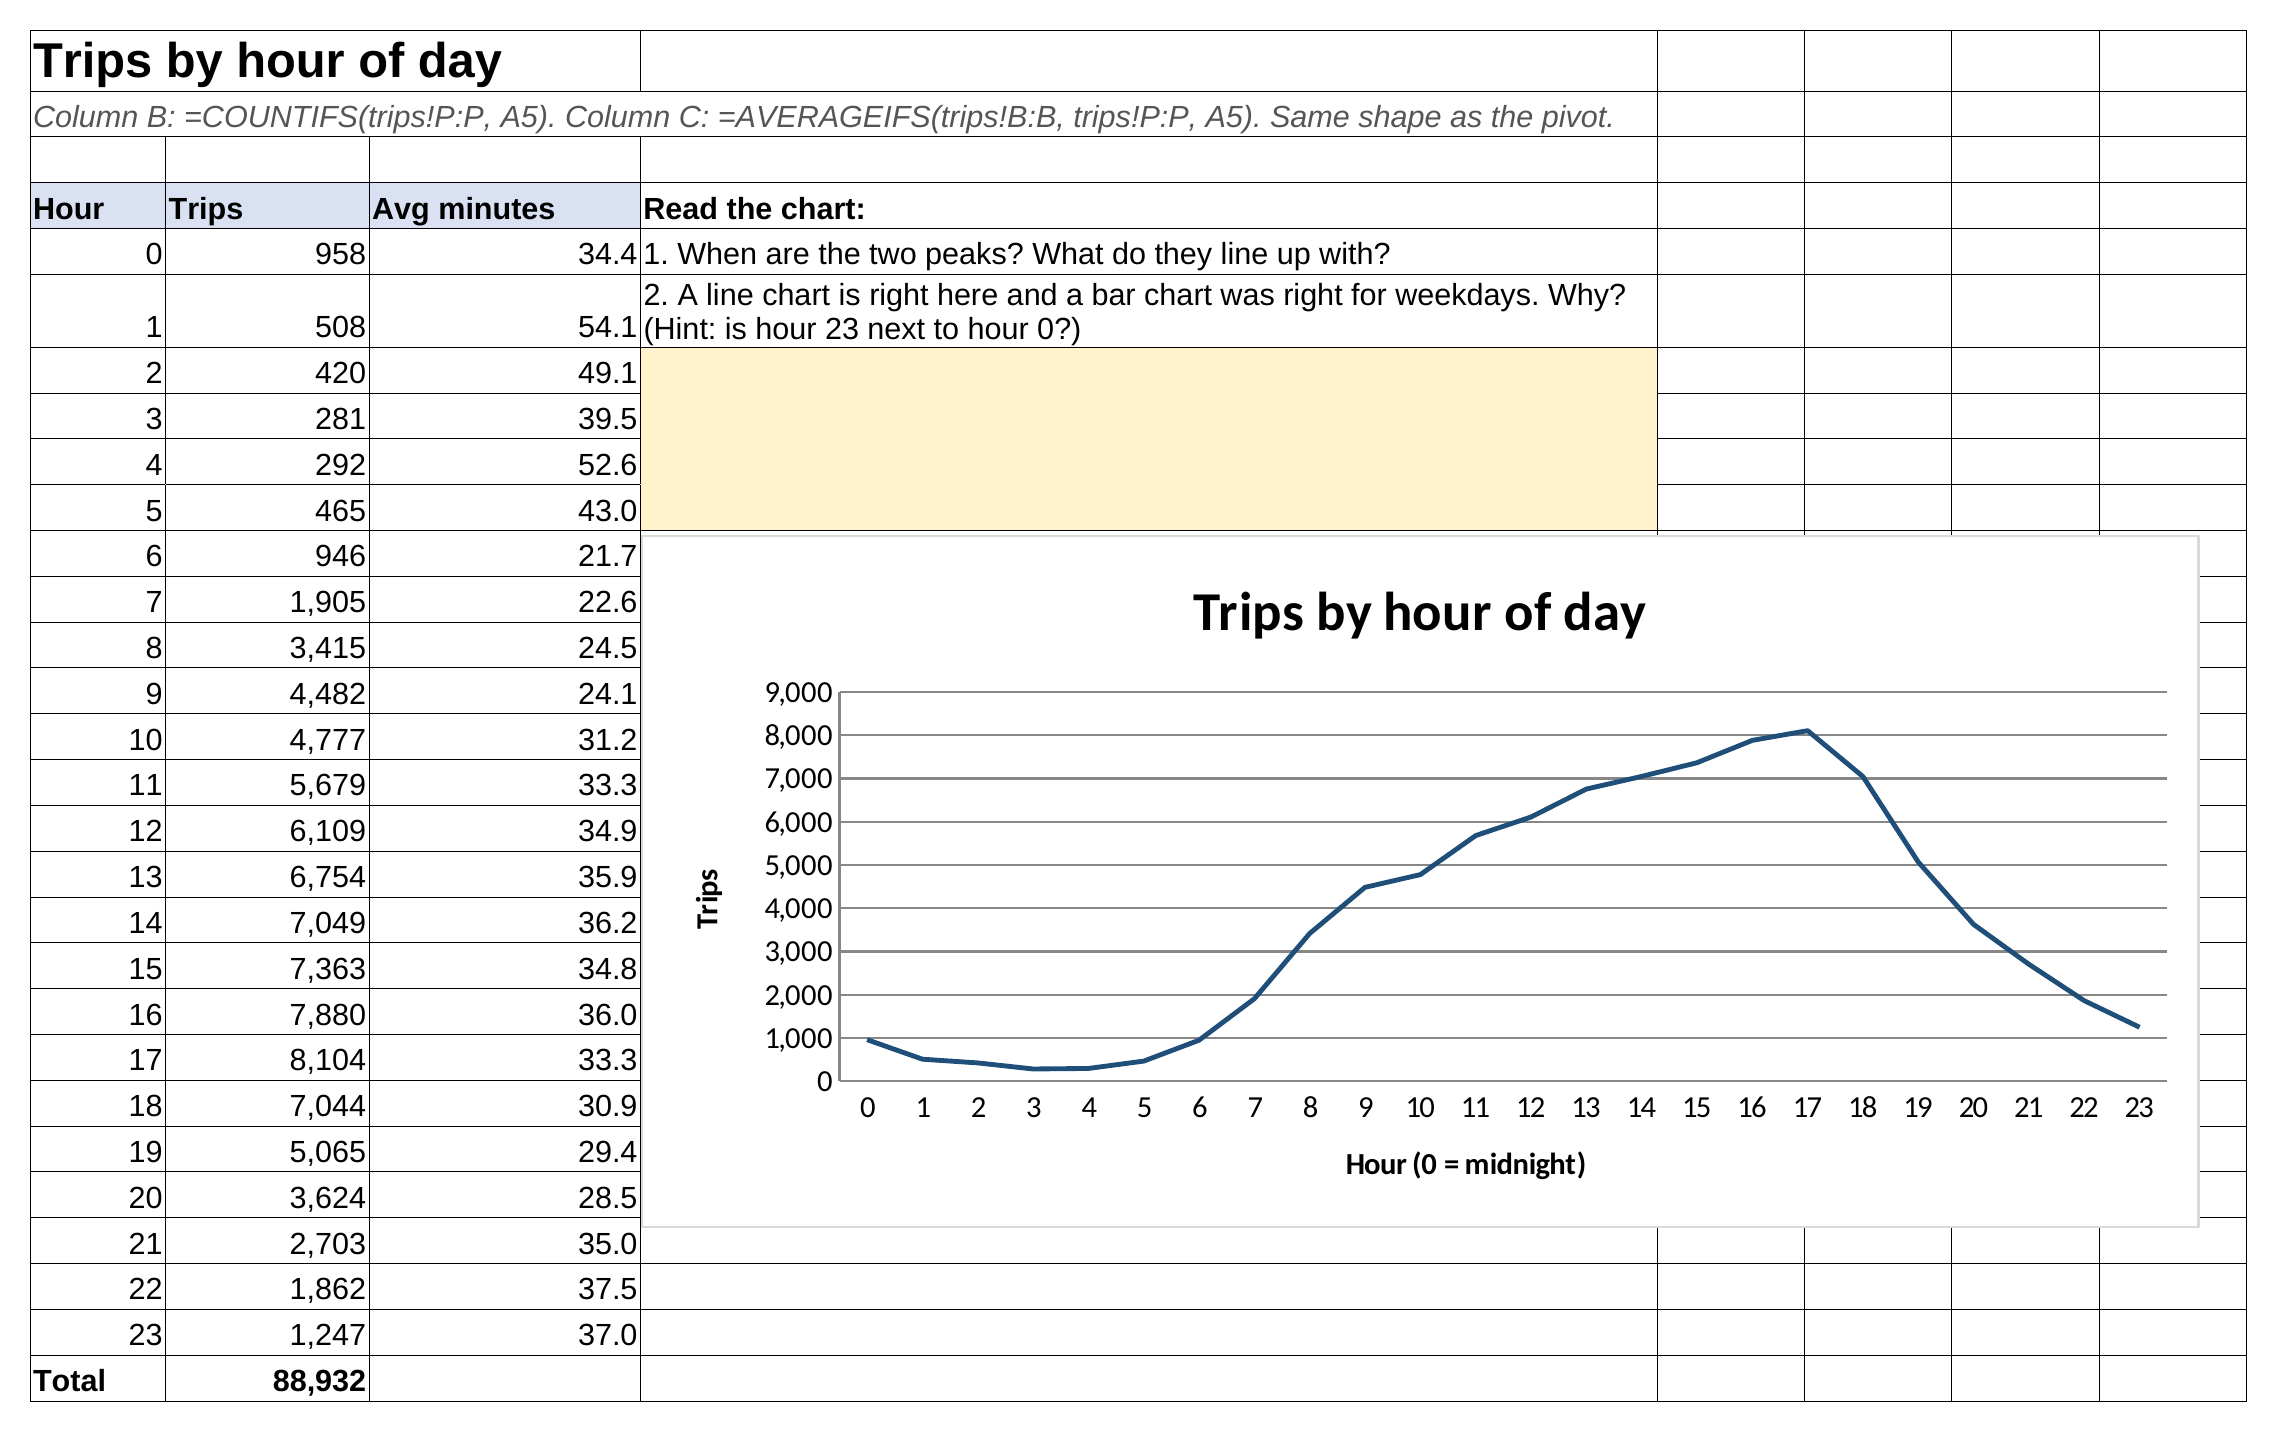 Trips by hour of day
Column B: =COUNTIFS(trips!P:P, A5). Column C: =AVERAGEIFS(trips!B:B, trips!P:P, A5). Same shape as the pivot.
Hour Trips Avg minutes Read the chart:
0 958 34.4 1. When are the two peaks? What do they line up with?
2. A line chart is right here and a bar chart was right for weekdays. Why?
1 508 54.1 (Hint: is hour 23 next to hour 0?)
2 420 49.1
3 281 39.5
4 292 52.6
5 465 43.0
6 946 21.7
7 1,905 22.6
8 3,415 24.5
9 4,482 24.1
10 4,777 31.2
11 5,679 33.3
12 6,109 34.9
13 6,754 35.9
14 7,049 36.2
15 7,363 34.8
16 7,880 36.0
17 8,104 33.3
18 7,044 30.9
19 5,065 29.4
20 3,624 28.5
21 2,703 35.0
22 1,862 37.5
23 1,247 37.0
Total 88,932
Trips by hour of day
Trips
9,000
8,000
7,000
6,000
5,000
4,000
3,000
2,000
1,000
0
0 1 2 3 4 5 6 7 8 9 10 11 12 13 14 15 16 17 18 19 20 21 22 23
Hour (0 = midnight)